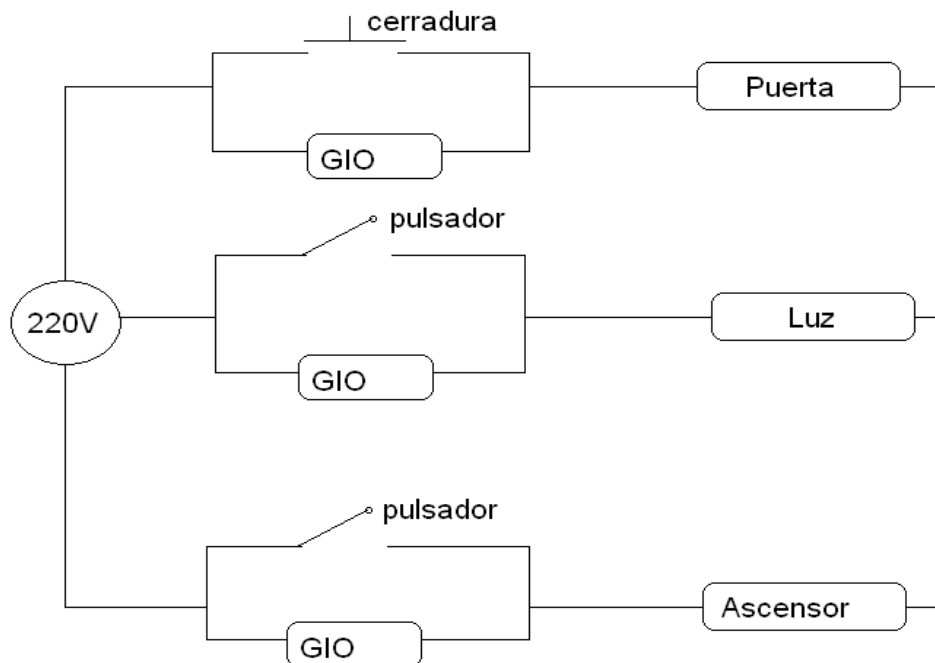 cerradura
Puerta
GIO
pulsador
220V
Luz
GIO
pulsador
Ascensor
GIO